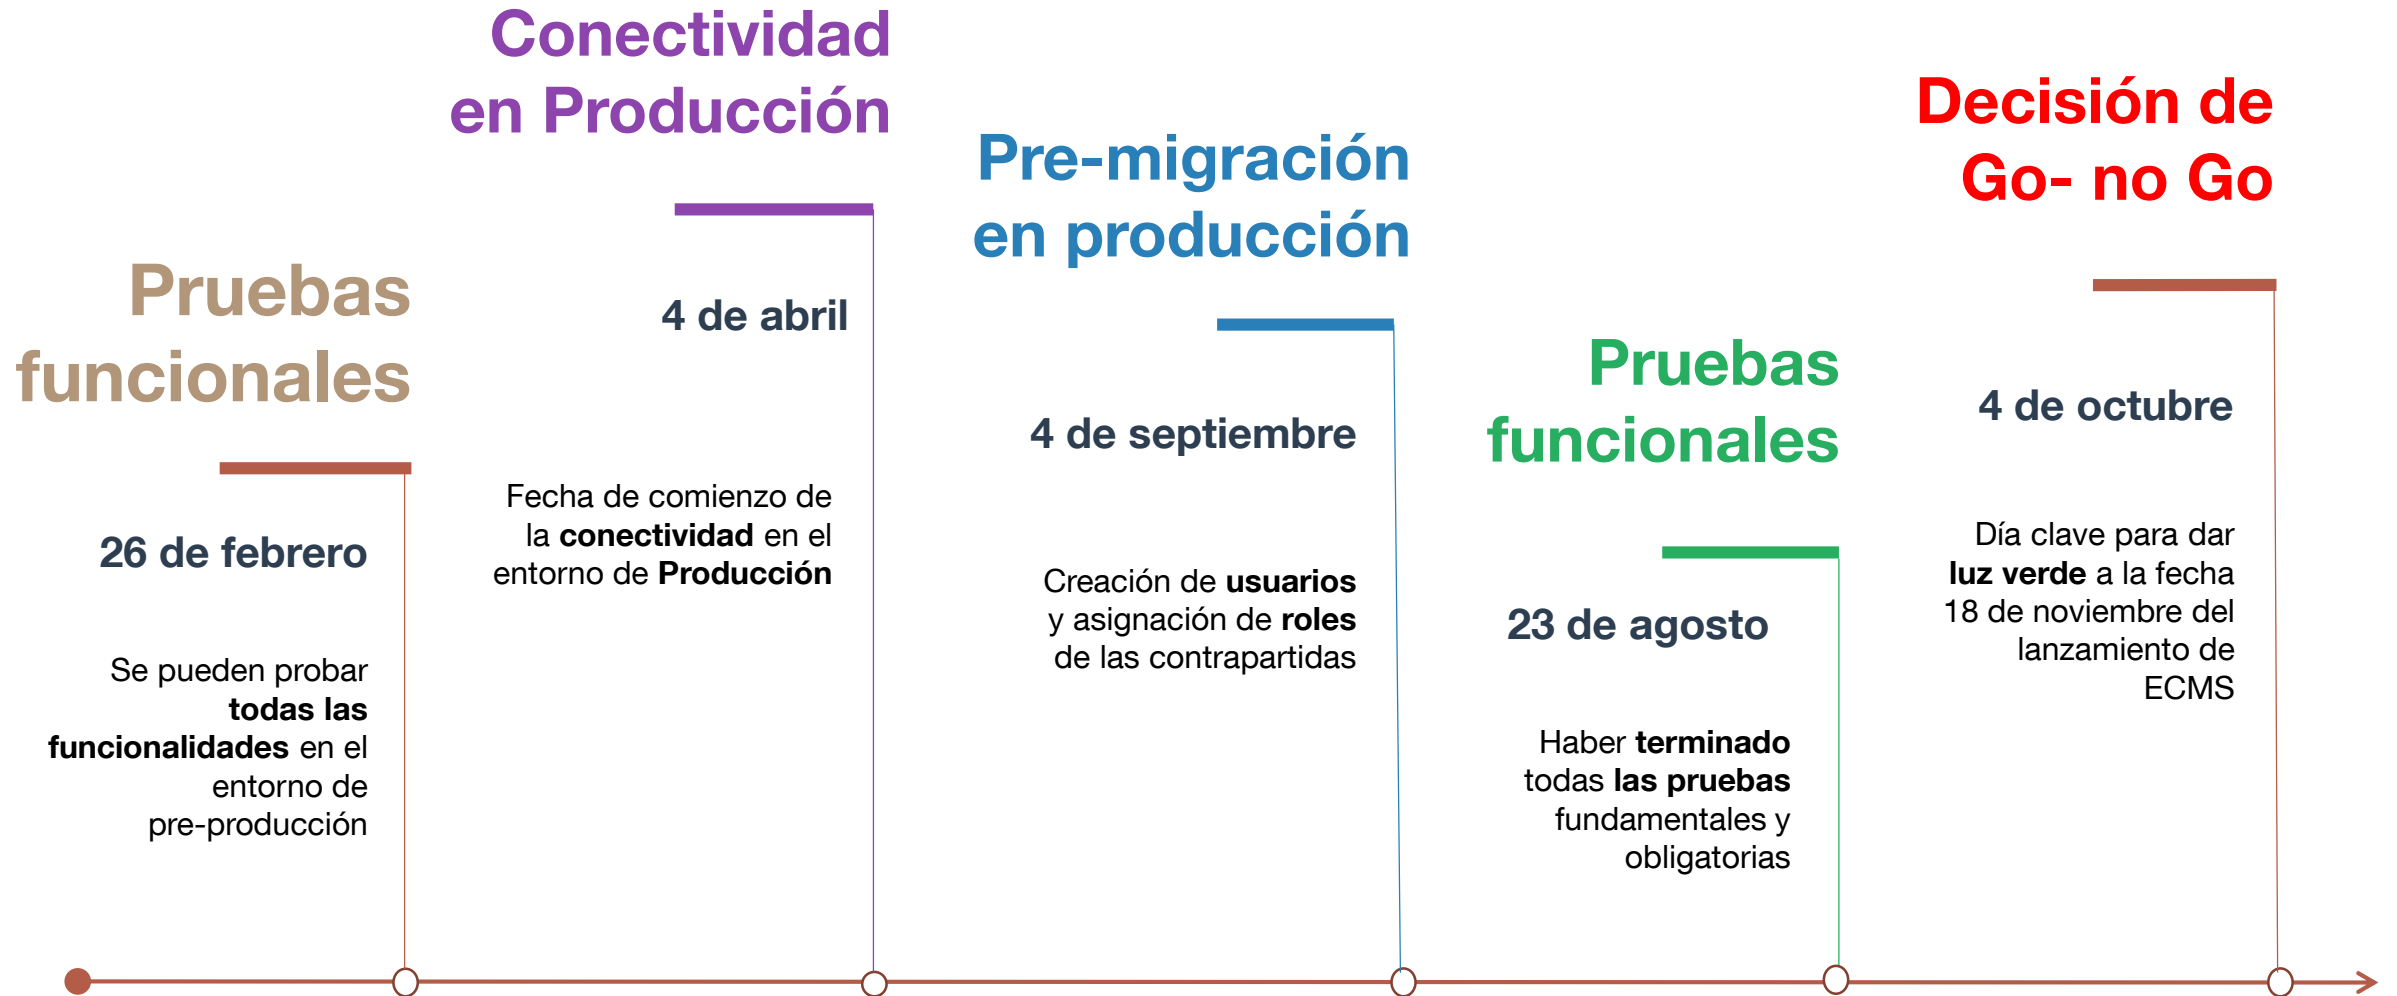 Pruebas
funcionales
26 de febrero
Se pueden probar
todas las
funcionalidades en el
entorno de
pre-producción
Conectividad
en Producción
4 de abril
Fecha de comienzo de
la conectividad en el
entorno de Producción
Pre-migración
en producción
4 de septiembre
Creación de usuarios
y asignación de roles
de las contrapartidas
Pruebas
funcionales
23 de agosto
Haber terminado
todas las pruebas
fundamentales y
obligatorias
Decisión de
Go- no Go
4 de octubre
Día clave para dar
luz verde a la fecha
18 de noviembre del
lanzamiento de
ECMS